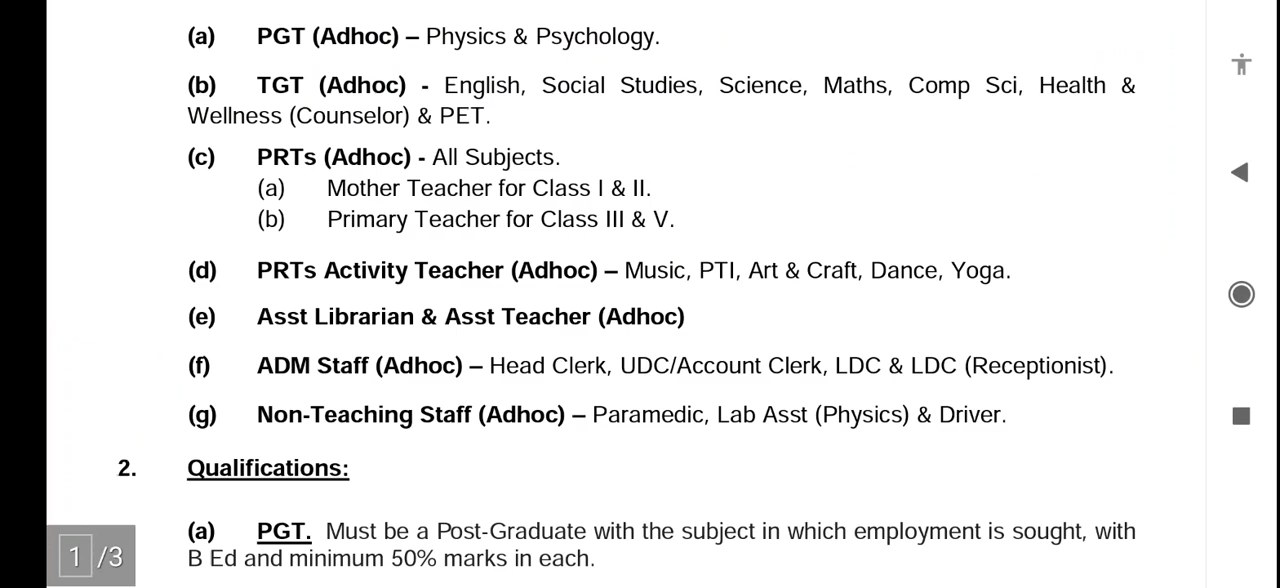 (a) PGT (Adhoc) – Physics & Psychology.
(b) TGT (Adhoc) - English, Social Studies, Science, Maths, Comp Sci, Health &
Wellness (Counselor) & PET.
(c) PRTs (Adhoc) - All Subjects.
(a) Mother Teacher for Class I & II.
(b) Primary Teacher for Class III & V.
(d) PRTs Activity Teacher (Adhoc) – Music, PTI, Art & Craft, Dance, Yoga.
(e) Asst Librarian & Asst Teacher (Adhoc)
(f) ADM Staff (Adhoc) – Head Clerk, UDC/Account Clerk, LDC & LDC (Receptionist).
(g) Non-Teaching Staff (Adhoc) – Paramedic, Lab Asst (Physics) & Driver.
2. Qualifications:
(a) PGT. Must be a Post-Graduate with the subject in which employment is sought, with
B Ed and minimum 50% marks in each.
1 /3